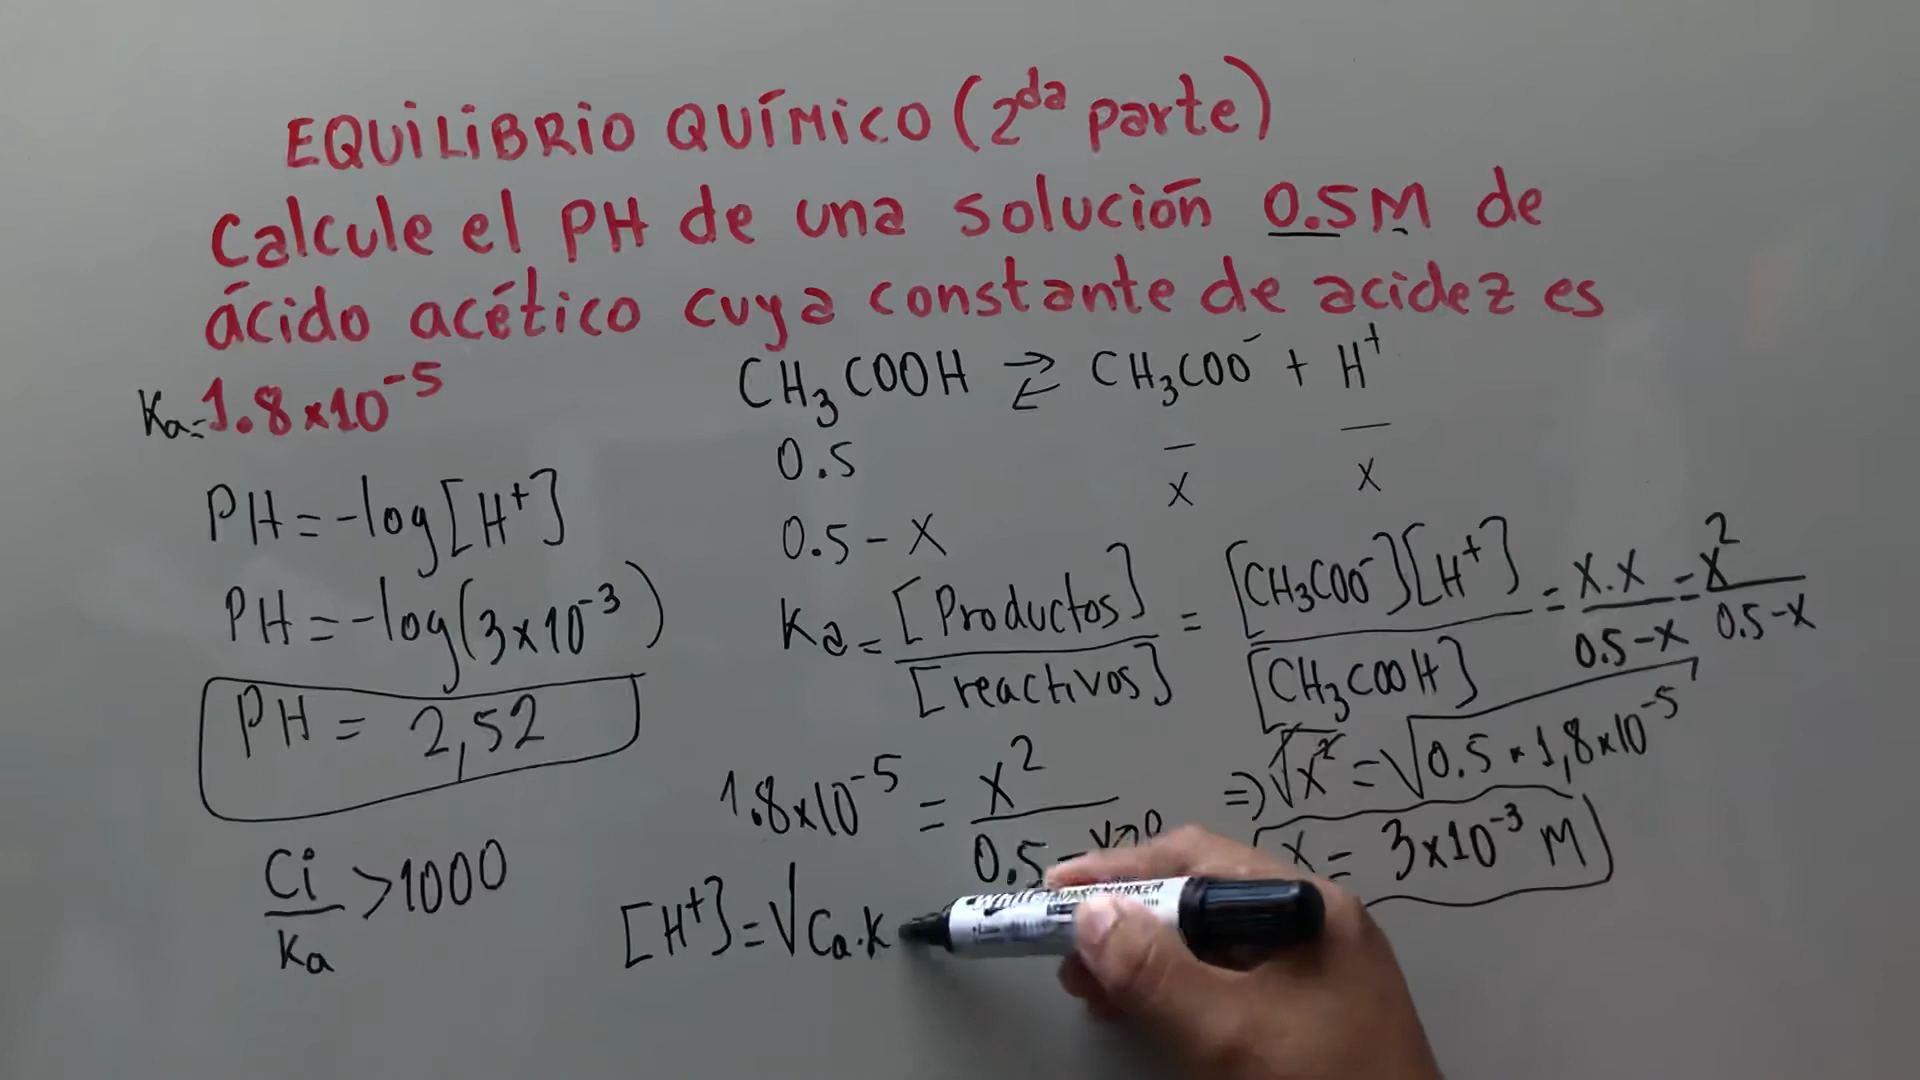 EQUILIBRIO QUÍMICO (2da parte)
Calcule el PH de una solución 0.5M de
ácido acético cuya constante de acidez es
Ka=1.8x10⁻⁵
CH₃COOH ⇄ CH₃COO⁻ + H⁺
0.5 — —
x x
0.5-x
PH=-log[H⁺]
PH=-log(3x10⁻³)
PH= 2,52
Ka= [Productos]/[reactivos] = [CH₃COO⁻][H⁺]/[CH₃COOH] = x.x/0.5-x = x²/0.5-x
1.8x10⁻⁵ = x²/0.5-
⇒ √x² = √0.5 * 1,8x10⁻⁵
x = 3x10⁻³ M
Ci/Ka >1000
[H⁺]=√Ca.K